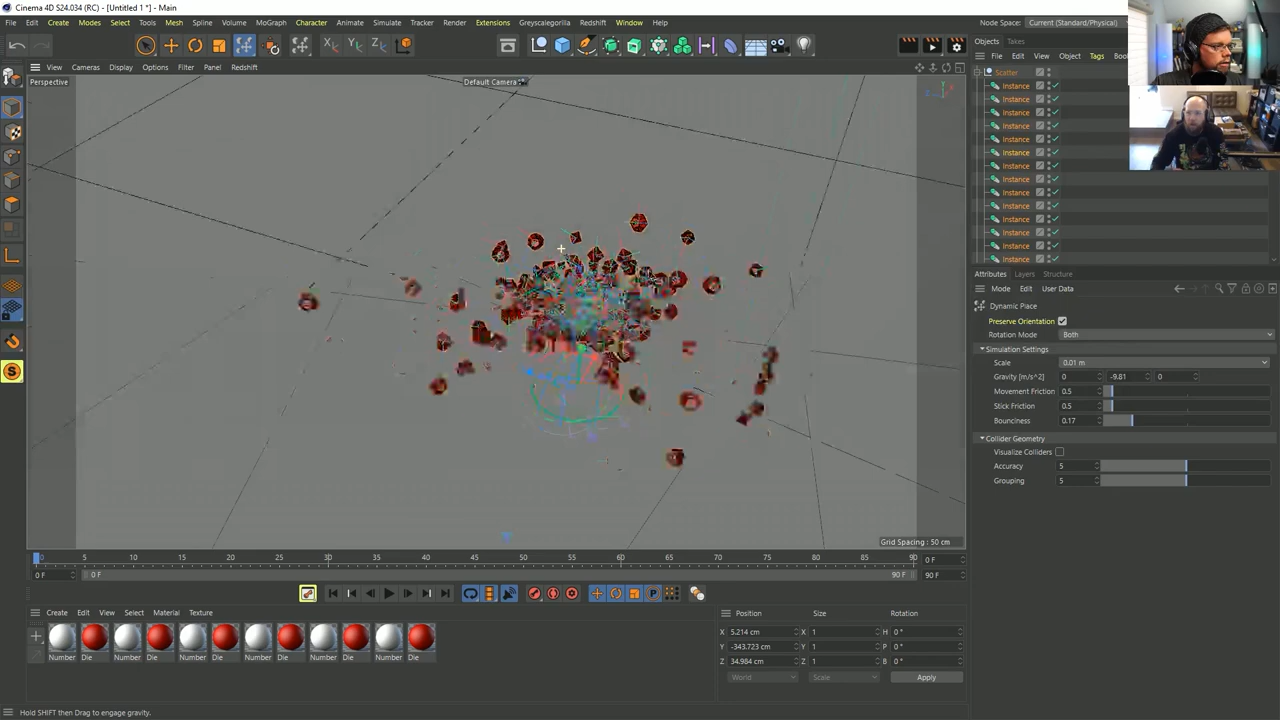 Cinema 4D S24.034 - [Untitled 1 *] - Main
File Edit Create Modes Select Tools Mesh Spline Volume MoGraph Character Animate Simulate Tracker Render Extensions Greyscalegorilla Redshift Window Help
Node Space: Current (Standard/Physical)
View Cameras Display Options Filter Panel Redshift
Perspective
Default Camera
X Y Z
Objects Takes
File Edit View Object Tags
Scatter
Instance
Instance
Instance
Instance
Instance
Instance
Instance
Instance
Instance
Instance
Instance
Instance
Instance
Instance
Attributes Layers Structure
Mode Edit User Data
Dynamic Place
Preserve Orientation
Rotation Mode Both
Simulation Settings
Scale 0.01 m
Gravity [m/s^2] 0 -9.81 0
Movement Friction 0.5
Stick Friction 0.5
Bounciness 0.17
Collider Geometry
Visualize Colliders
Accuracy 5
Grouping 5
Grid Spacing : 50 cm
0 5 10 15 20 25 30 35 40 45 50 55 60 65 70 75 80 85 90
0 F
0 F 0 F 90 F 90 F
Create Edit View Select Material Texture
Number Die Number Die Number Die Number Die Number Die Number Die
Position Size Rotation
X 5.214 cm X 1 H 0 °
Y -343.723 cm Y 1 P 0 °
Z 34.984 cm Z 1 B 0 °
World Scale Apply
Hold SHIFT then Drag to engage gravity.